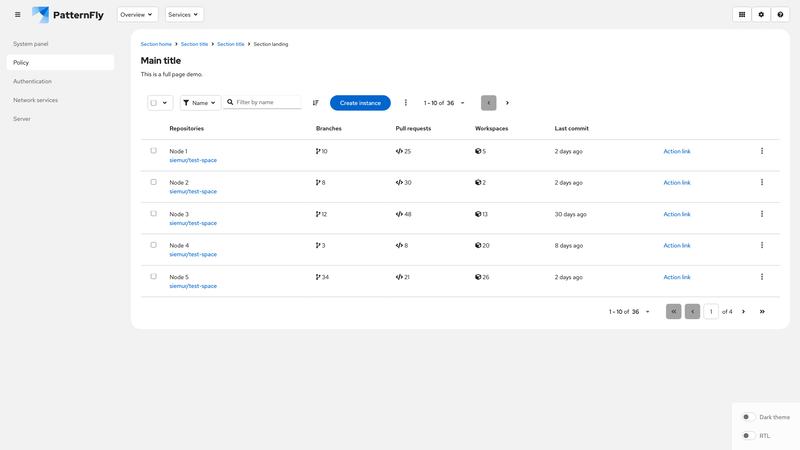 PatternFly
Overview
Services
System panel
Policy
Authentication
Network services
Server
Section home
Section title
Section title
Section landing
Main title
This is a full page demo.
Name
Filter by name
Create instance
1 - 10 of 36
Repositories Branches Pull requests Workspaces Last commit
Node 1 10 25 5 2 days ago Action link
siemur/test-space
Node 2 8 30 2 2 days ago Action link
siemur/test-space
Node 3 12 48 13 30 days ago Action link
siemur/test-space
Node 4 3 8 20 8 days ago Action link
siemur/test-space
Node 5 34 21 26 2 days ago Action link
siemur/test-space
1 - 10 of 36 1 of 4
Dark theme
RTL